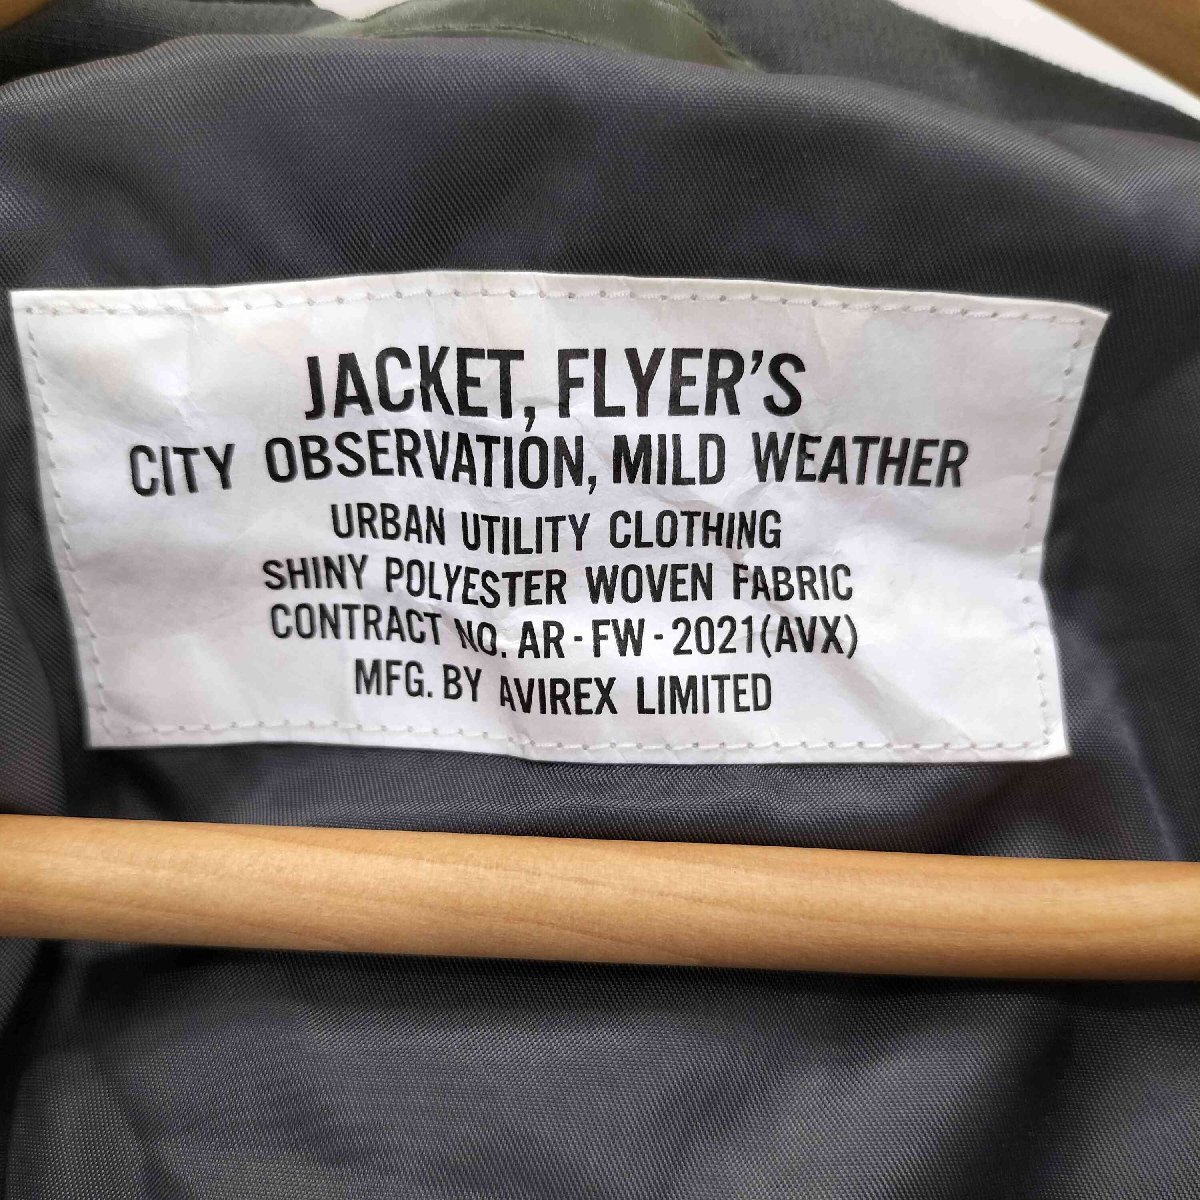 JACKET, FLYER'S
CITY OBSERVATION, MILD WEATHER
URBAN UTILITY CLOTHING
SHINY POLYESTER WOVEN FABRIC
CONTRACT NO. AR-FW-2021(AVX)
MFG. BY AVIREX LIMITED